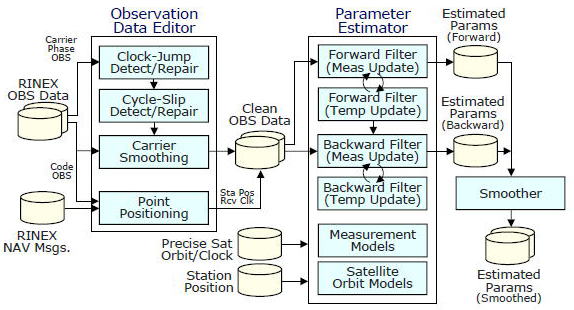 Observation
Data Editor
Parameter
Estimator
Estimated
Params
(Forward)
Carrier
Phase
OBS
Clock-Jump
Detect/Repair
Forward Filter
(Meas Update)
RINEX
OBS Data
Cycle-Slip
Detect/Repair
Clean
OBS Data
Forward Filter
(Temp Update)
Estimated
Params
(Backward)
Carrier
Smoothing
Backward Filter
(Meas Update)
Code
OBS
Point
Positioning
Sta Pos
Rcv Clk
Backward Filter
(Temp Update)
Smoother
RINEX
NAV Msgs.
Precise Sat
Orbit/Clock
Measurement
Models
Station
Position
Satellite
Orbit Models
Estimated
Params
(Smoothed)